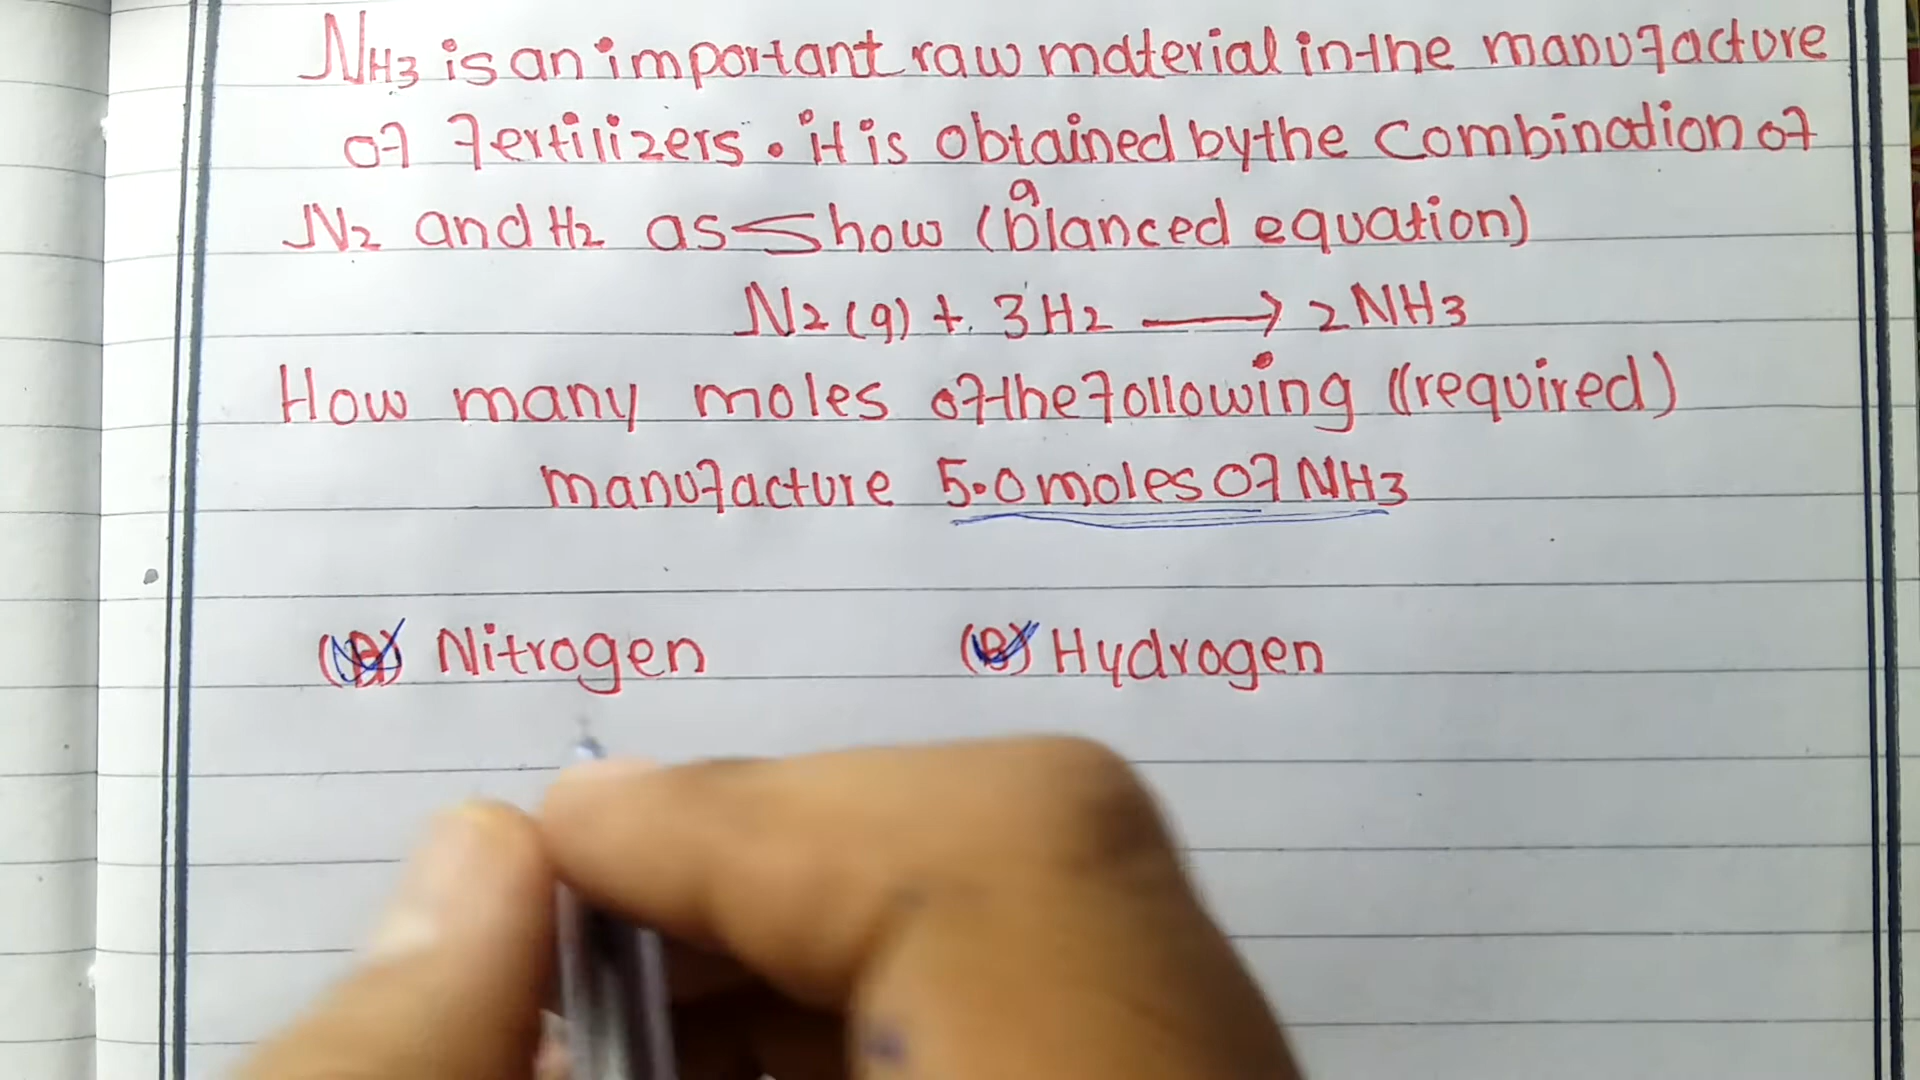 NH3 is an important raw material in the manufacture
of fertilizers. it is obtained by the combination of
N2 and H2 as show (balanced equation)
N2(g) + 3H2 ⟶ 2NH3
How many moles of the following ((required)
manufacture 5.0 moles of NH3
(A) Nitrogen (B) Hydrogen